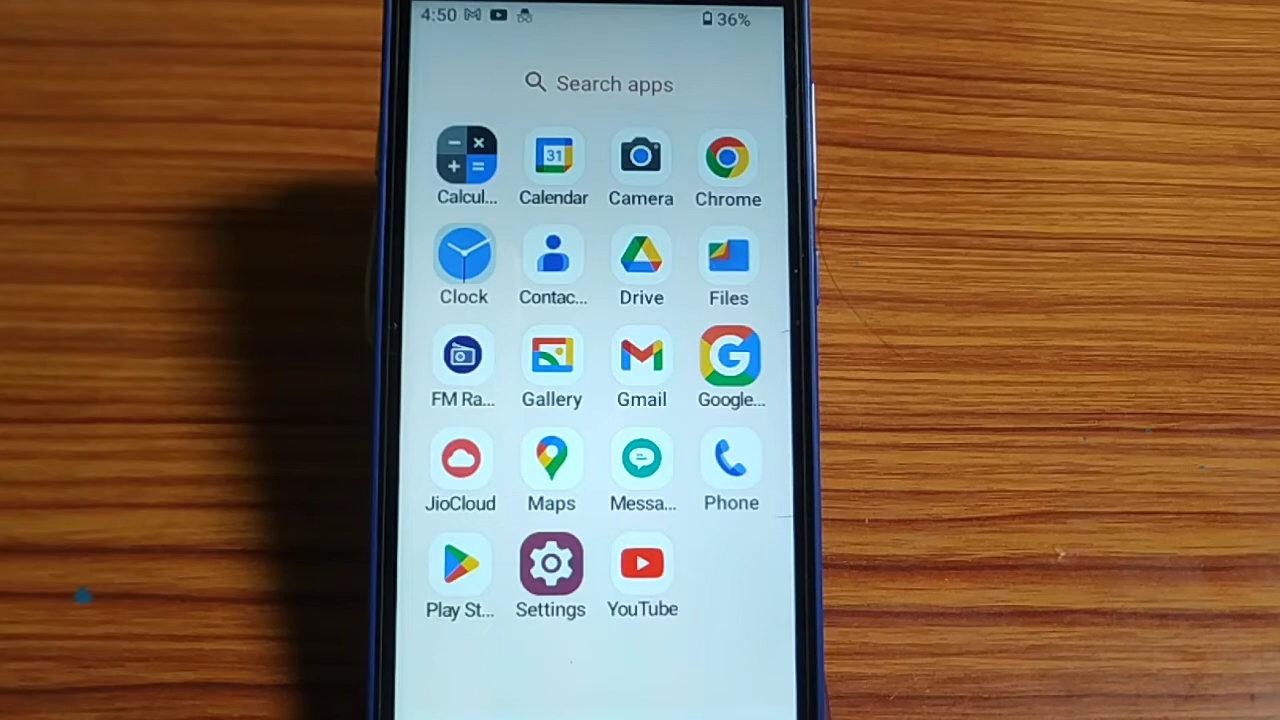 4:50 36%
Search apps
Calcul... 31 Calendar Camera Chrome
Clock Contac... Drive Files
FM Ra... Gallery Gmail Google...
JioCloud Maps Messa... Phone
Play St... Settings YouTube